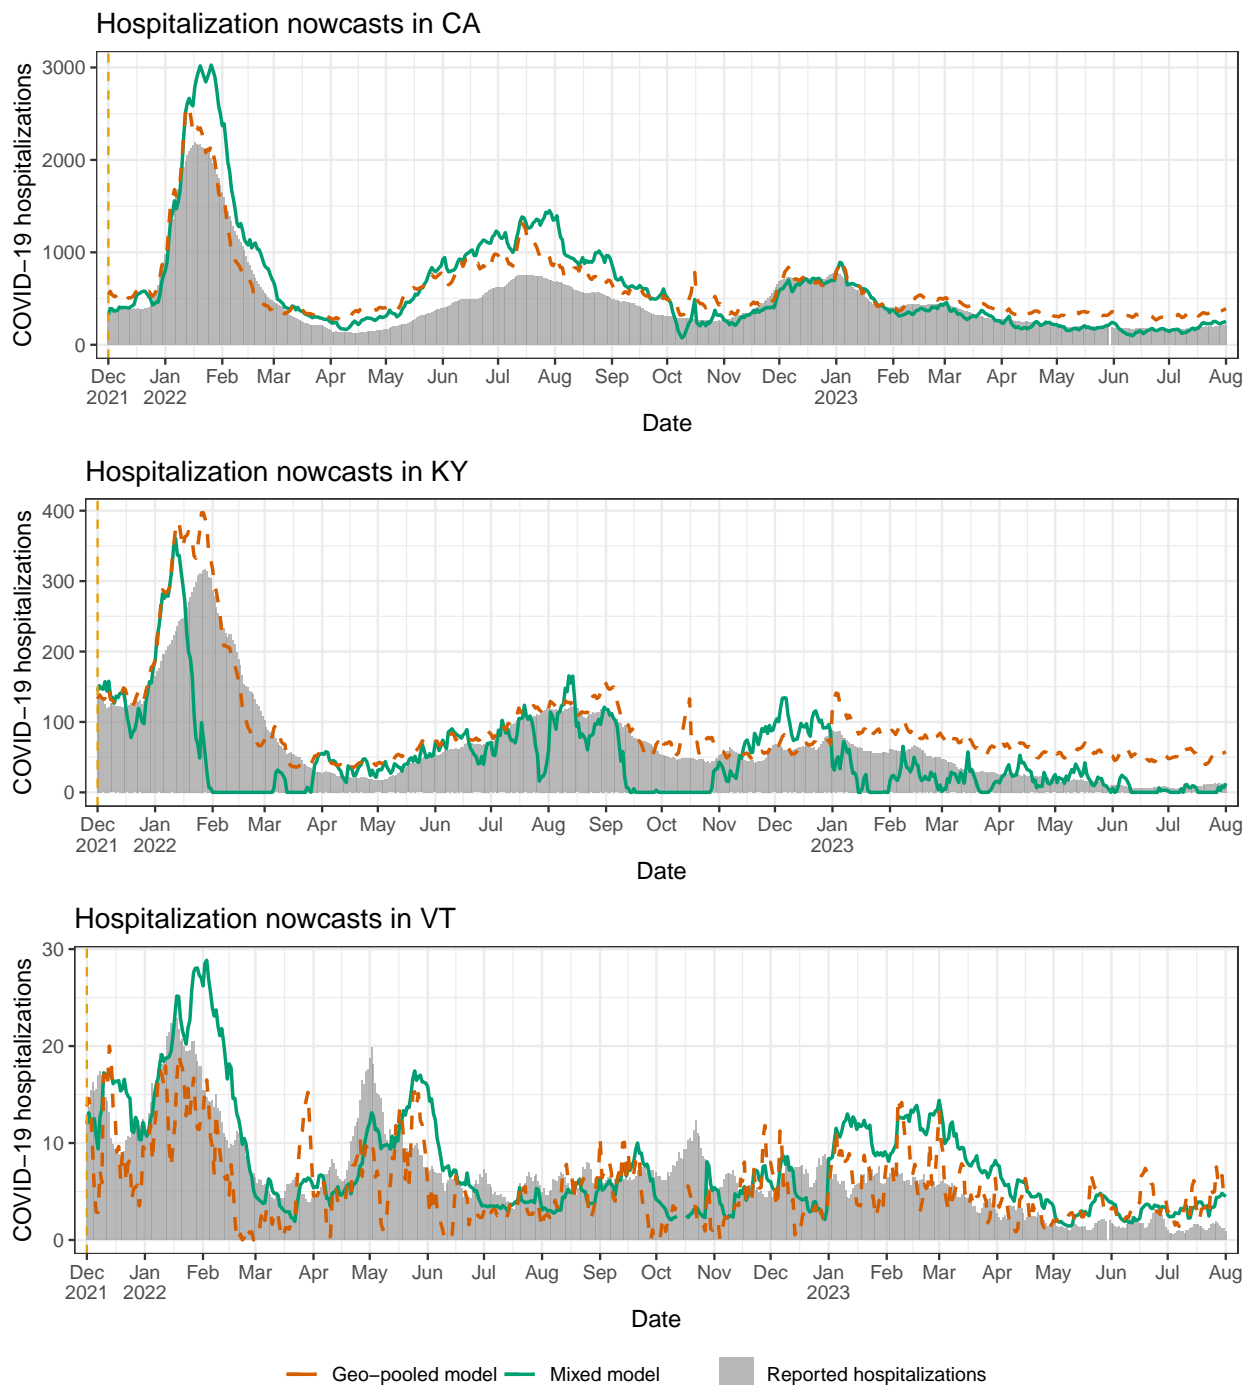 Hospitalization nowcasts in CA
COVID−19 hospitalizations
3000
2000
1000
0
Dec Jan Feb Mar Apr May Jun Jul Aug Sep Oct Nov Dec Jan Feb Mar Apr May Jun Jul Aug
2021 2022 2023
Date
Hospitalization nowcasts in KY
COVID−19 hospitalizations
400
300
200
100
0
Dec Jan Feb Mar Apr May Jun Jul Aug Sep Oct Nov Dec Jan Feb Mar Apr May Jun Jul Aug
2021 2022 2023
Date
Hospitalization nowcasts in VT
COVID−19 hospitalizations
30
20
10
0
Dec Jan Feb Mar Apr May Jun Jul Aug Sep Oct Nov Dec Jan Feb Mar Apr May Jun Jul Aug
2021 2022 2023
Date
Geo−pooled model Mixed model Reported hospitalizations